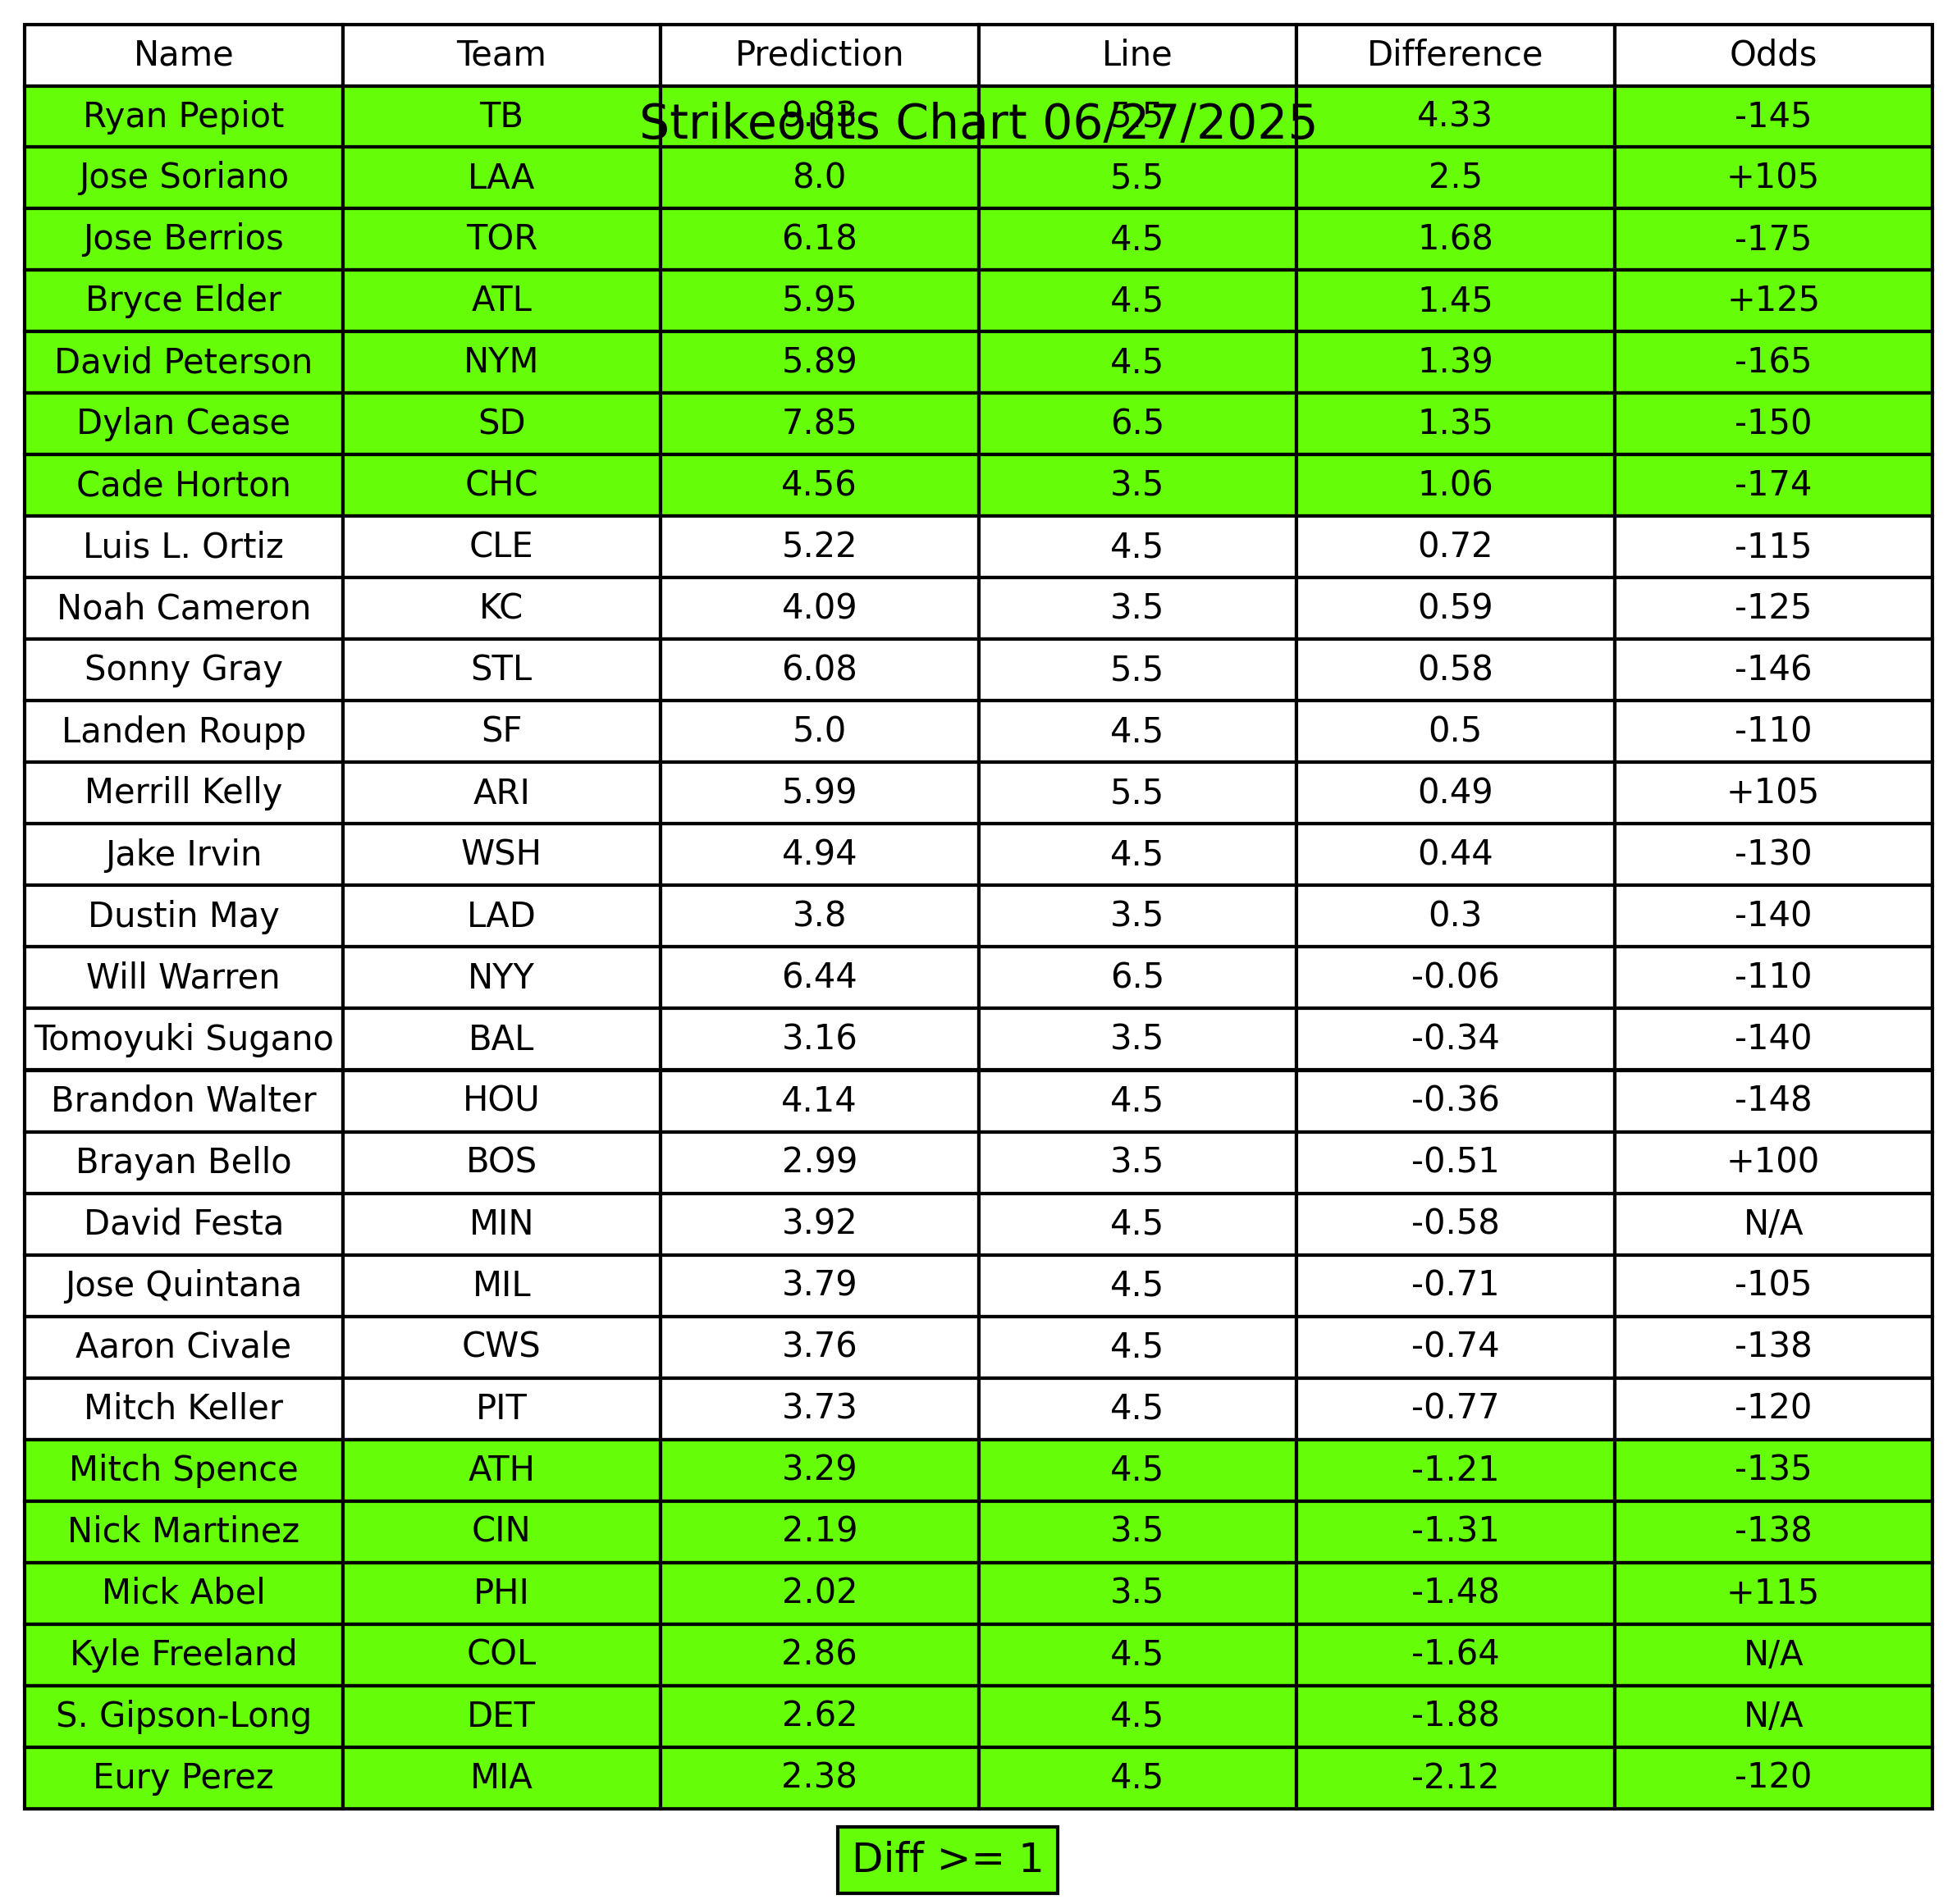 Name Team Prediction Line Difference Odds
Strikeouts Chart 06/27/2025
Ryan Pepiot TB 9.83 5.5 4.33 -145
Jose Soriano LAA 8.0 5.5 2.5 +105
Jose Berrios TOR 6.18 4.5 1.68 -175
Bryce Elder ATL 5.95 4.5 1.45 +125
David Peterson NYM 5.89 4.5 1.39 -165
Dylan Cease SD 7.85 6.5 1.35 -150
Cade Horton CHC 4.56 3.5 1.06 -174
Luis L. Ortiz CLE 5.22 4.5 0.72 -115
Noah Cameron KC 4.09 3.5 0.59 -125
Sonny Gray STL 6.08 5.5 0.58 -146
Landen Roupp SF 5.0 4.5 0.5 -110
Merrill Kelly ARI 5.99 5.5 0.49 +105
Jake Irvin WSH 4.94 4.5 0.44 -130
Dustin May LAD 3.8 3.5 0.3 -140
Will Warren NYY 6.44 6.5 -0.06 -110
Tomoyuki Sugano BAL 3.16 3.5 -0.34 -140
Brandon Walter HOU 4.14 4.5 -0.36 -148
Brayan Bello BOS 2.99 3.5 -0.51 +100
David Festa MIN 3.92 4.5 -0.58 N/A
Jose Quintana MIL 3.79 4.5 -0.71 -105
Aaron Civale CWS 3.76 4.5 -0.74 -138
Mitch Keller PIT 3.73 4.5 -0.77 -120
Mitch Spence ATH 3.29 4.5 -1.21 -135
Nick Martinez CIN 2.19 3.5 -1.31 -138
Mick Abel PHI 2.02 3.5 -1.48 +115
Kyle Freeland COL 2.86 4.5 -1.64 N/A
S. Gipson-Long DET 2.62 4.5 -1.88 N/A
Eury Perez MIA 2.38 4.5 -2.12 -120
Diff >= 1